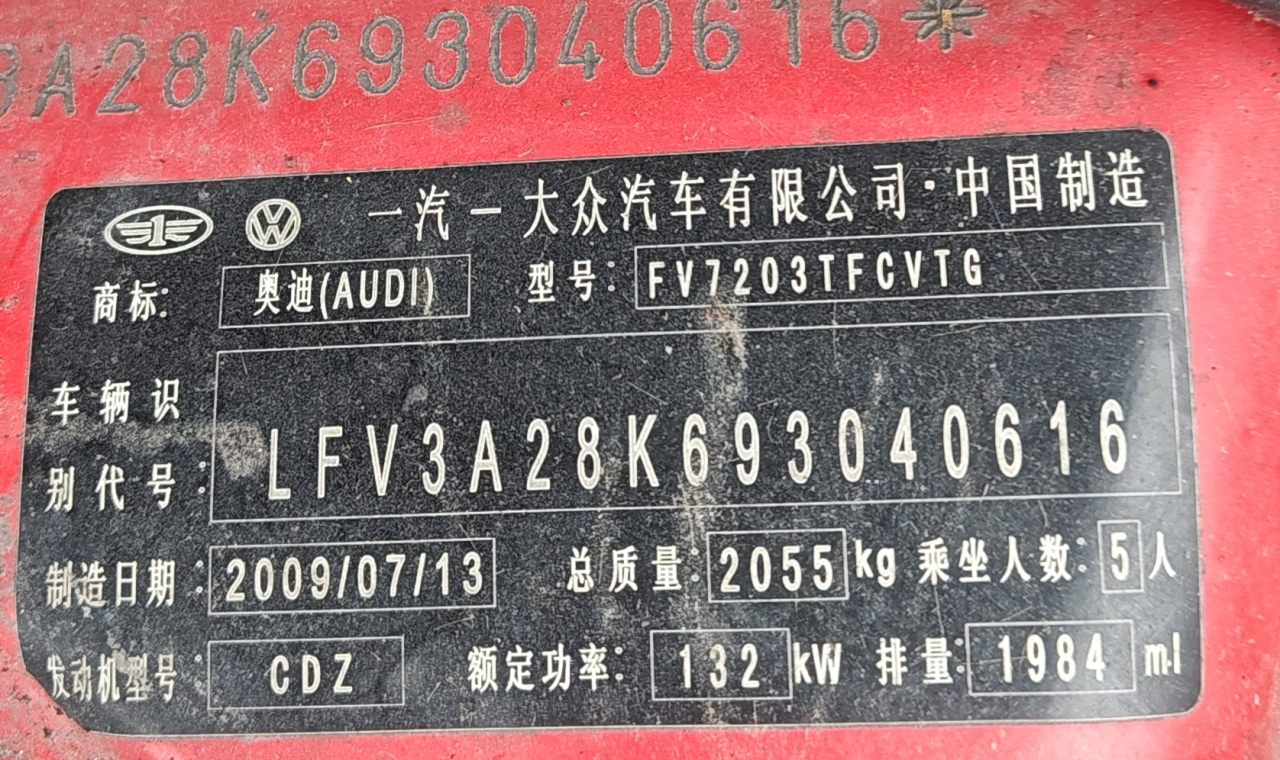 3A28K693040616*
一汽-大众汽车有限公司·中国制造
商标: 奥迪(AUDI) 型号: FV7203TFCVTG
车辆识
别代号: LFV3A28K693040616
制造日期: 2009/07/13 总质量: 2055 kg 乘坐人数: 5 人
发动机型号: CDZ 额定功率: 132 kW 排量: 1984 ml